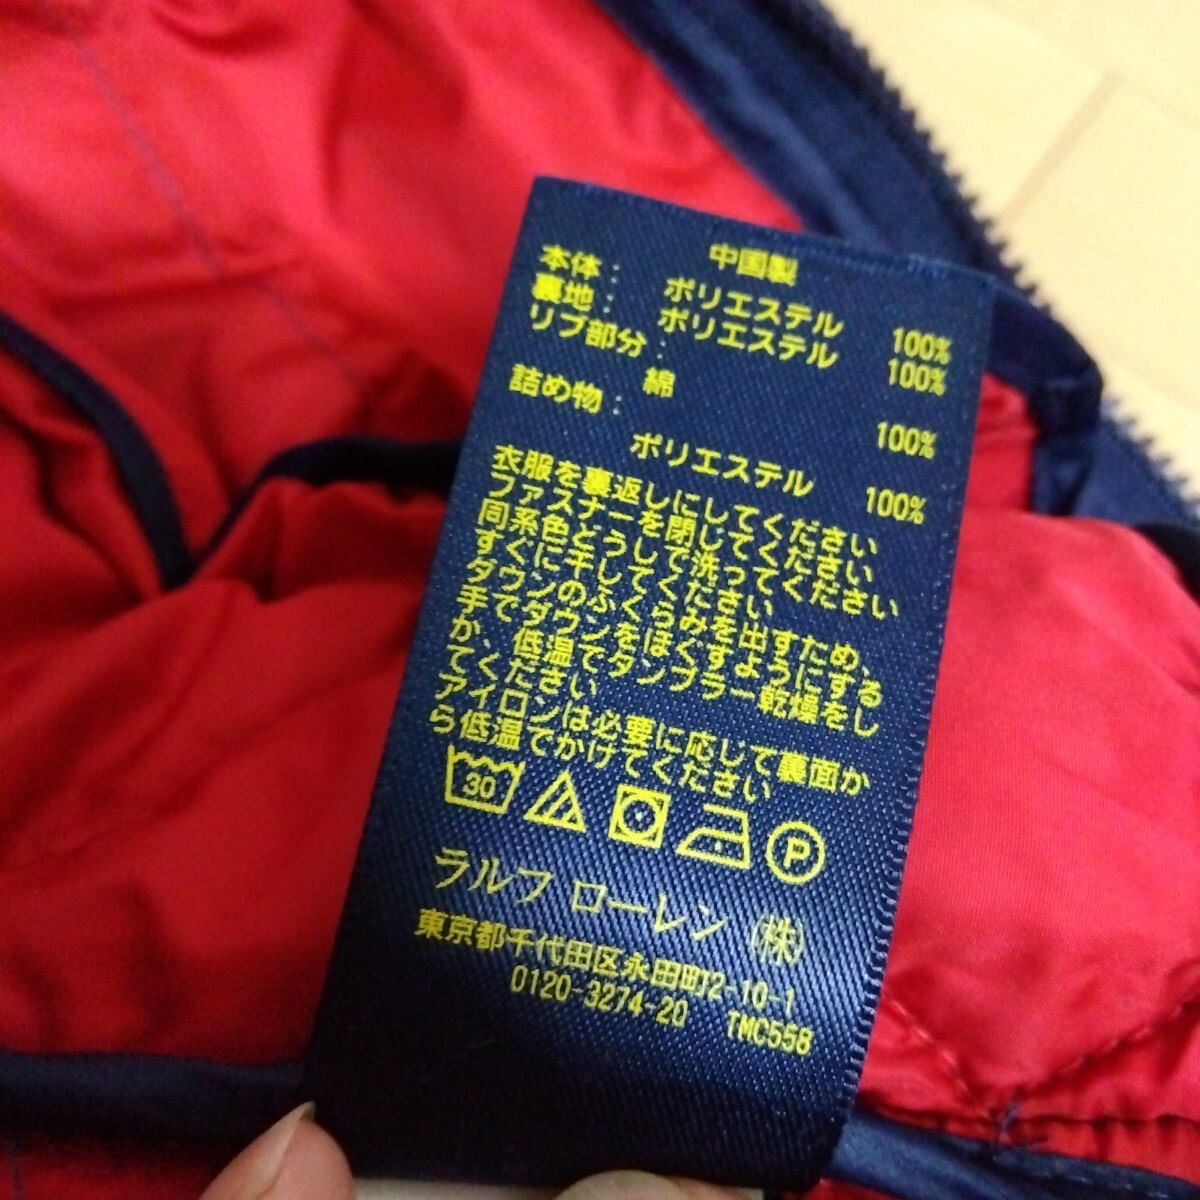 中国製
本体: ポリエステル 100%
裏地: ポリエステル 100%
リブ部分:
綿 100%
詰め物:
ポリエステル 100%
衣服を裏返しにしてください
ファスナーを閉じてください
同系色どうしで洗ってください
すぐに干してください
ダウンのふくらみを出すため、
手でダウンをほぐすようにする
か、低温でタンブラー乾燥をし
てください
アイロンは必要に応じて裏面か
ら低温でかけてください
30 P
ラルフ ローレン (株)
東京都千代田区永田町2-10-1
0120-3274-20 TMC558